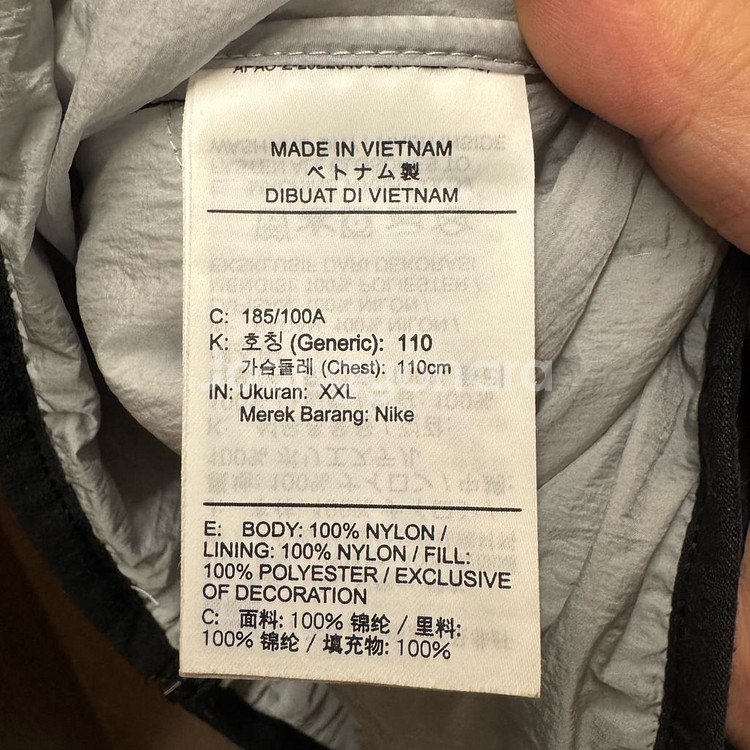 MADE IN VIETNAM
ベトナム製
DIBUAT DI VIETNAM
C: 185/100A
K: 호칭 (Generic): 110
가슴둘레 (Chest): 110cm
IN: Ukuran: XXL
Merek Barang: Nike
E: BODY: 100% NYLON /
LINING: 100% NYLON / FILL:
100% POLYESTER / EXCLUSIVE
OF DECORATION
C: 面料: 100% 锦纶 / 里料:
100% 锦纶 / 填充物: 100%